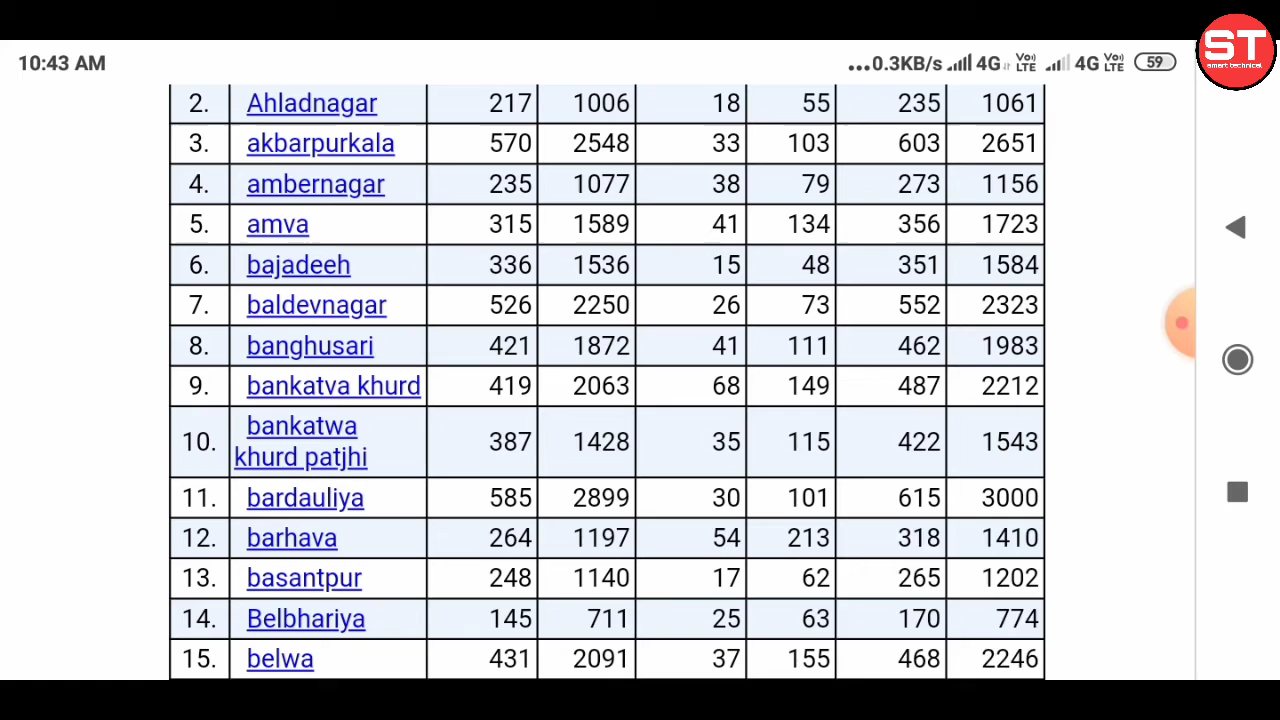 10:43 AM ...0.3KB/s 4G Vo) LTE 4G Vo) LTE 59
ST
smart technical
2. Ahladnagar 217 1006 18 55 235 1061
3. akbarpurkala 570 2548 33 103 603 2651
4. ambernagar 235 1077 38 79 273 1156
5. amva 315 1589 41 134 356 1723
6. bajadeeh 336 1536 15 48 351 1584
7. baldevnagar 526 2250 26 73 552 2323
8. banghusari 421 1872 41 111 462 1983
9. bankatva khurd 419 2063 68 149 487 2212
10. bankatwa khurd patjhi 387 1428 35 115 422 1543
11. bardauliya 585 2899 30 101 615 3000
12. barhava 264 1197 54 213 318 1410
13. basantpur 248 1140 17 62 265 1202
14. Belbhariya 145 711 25 63 170 774
15. belwa 431 2091 37 155 468 2246